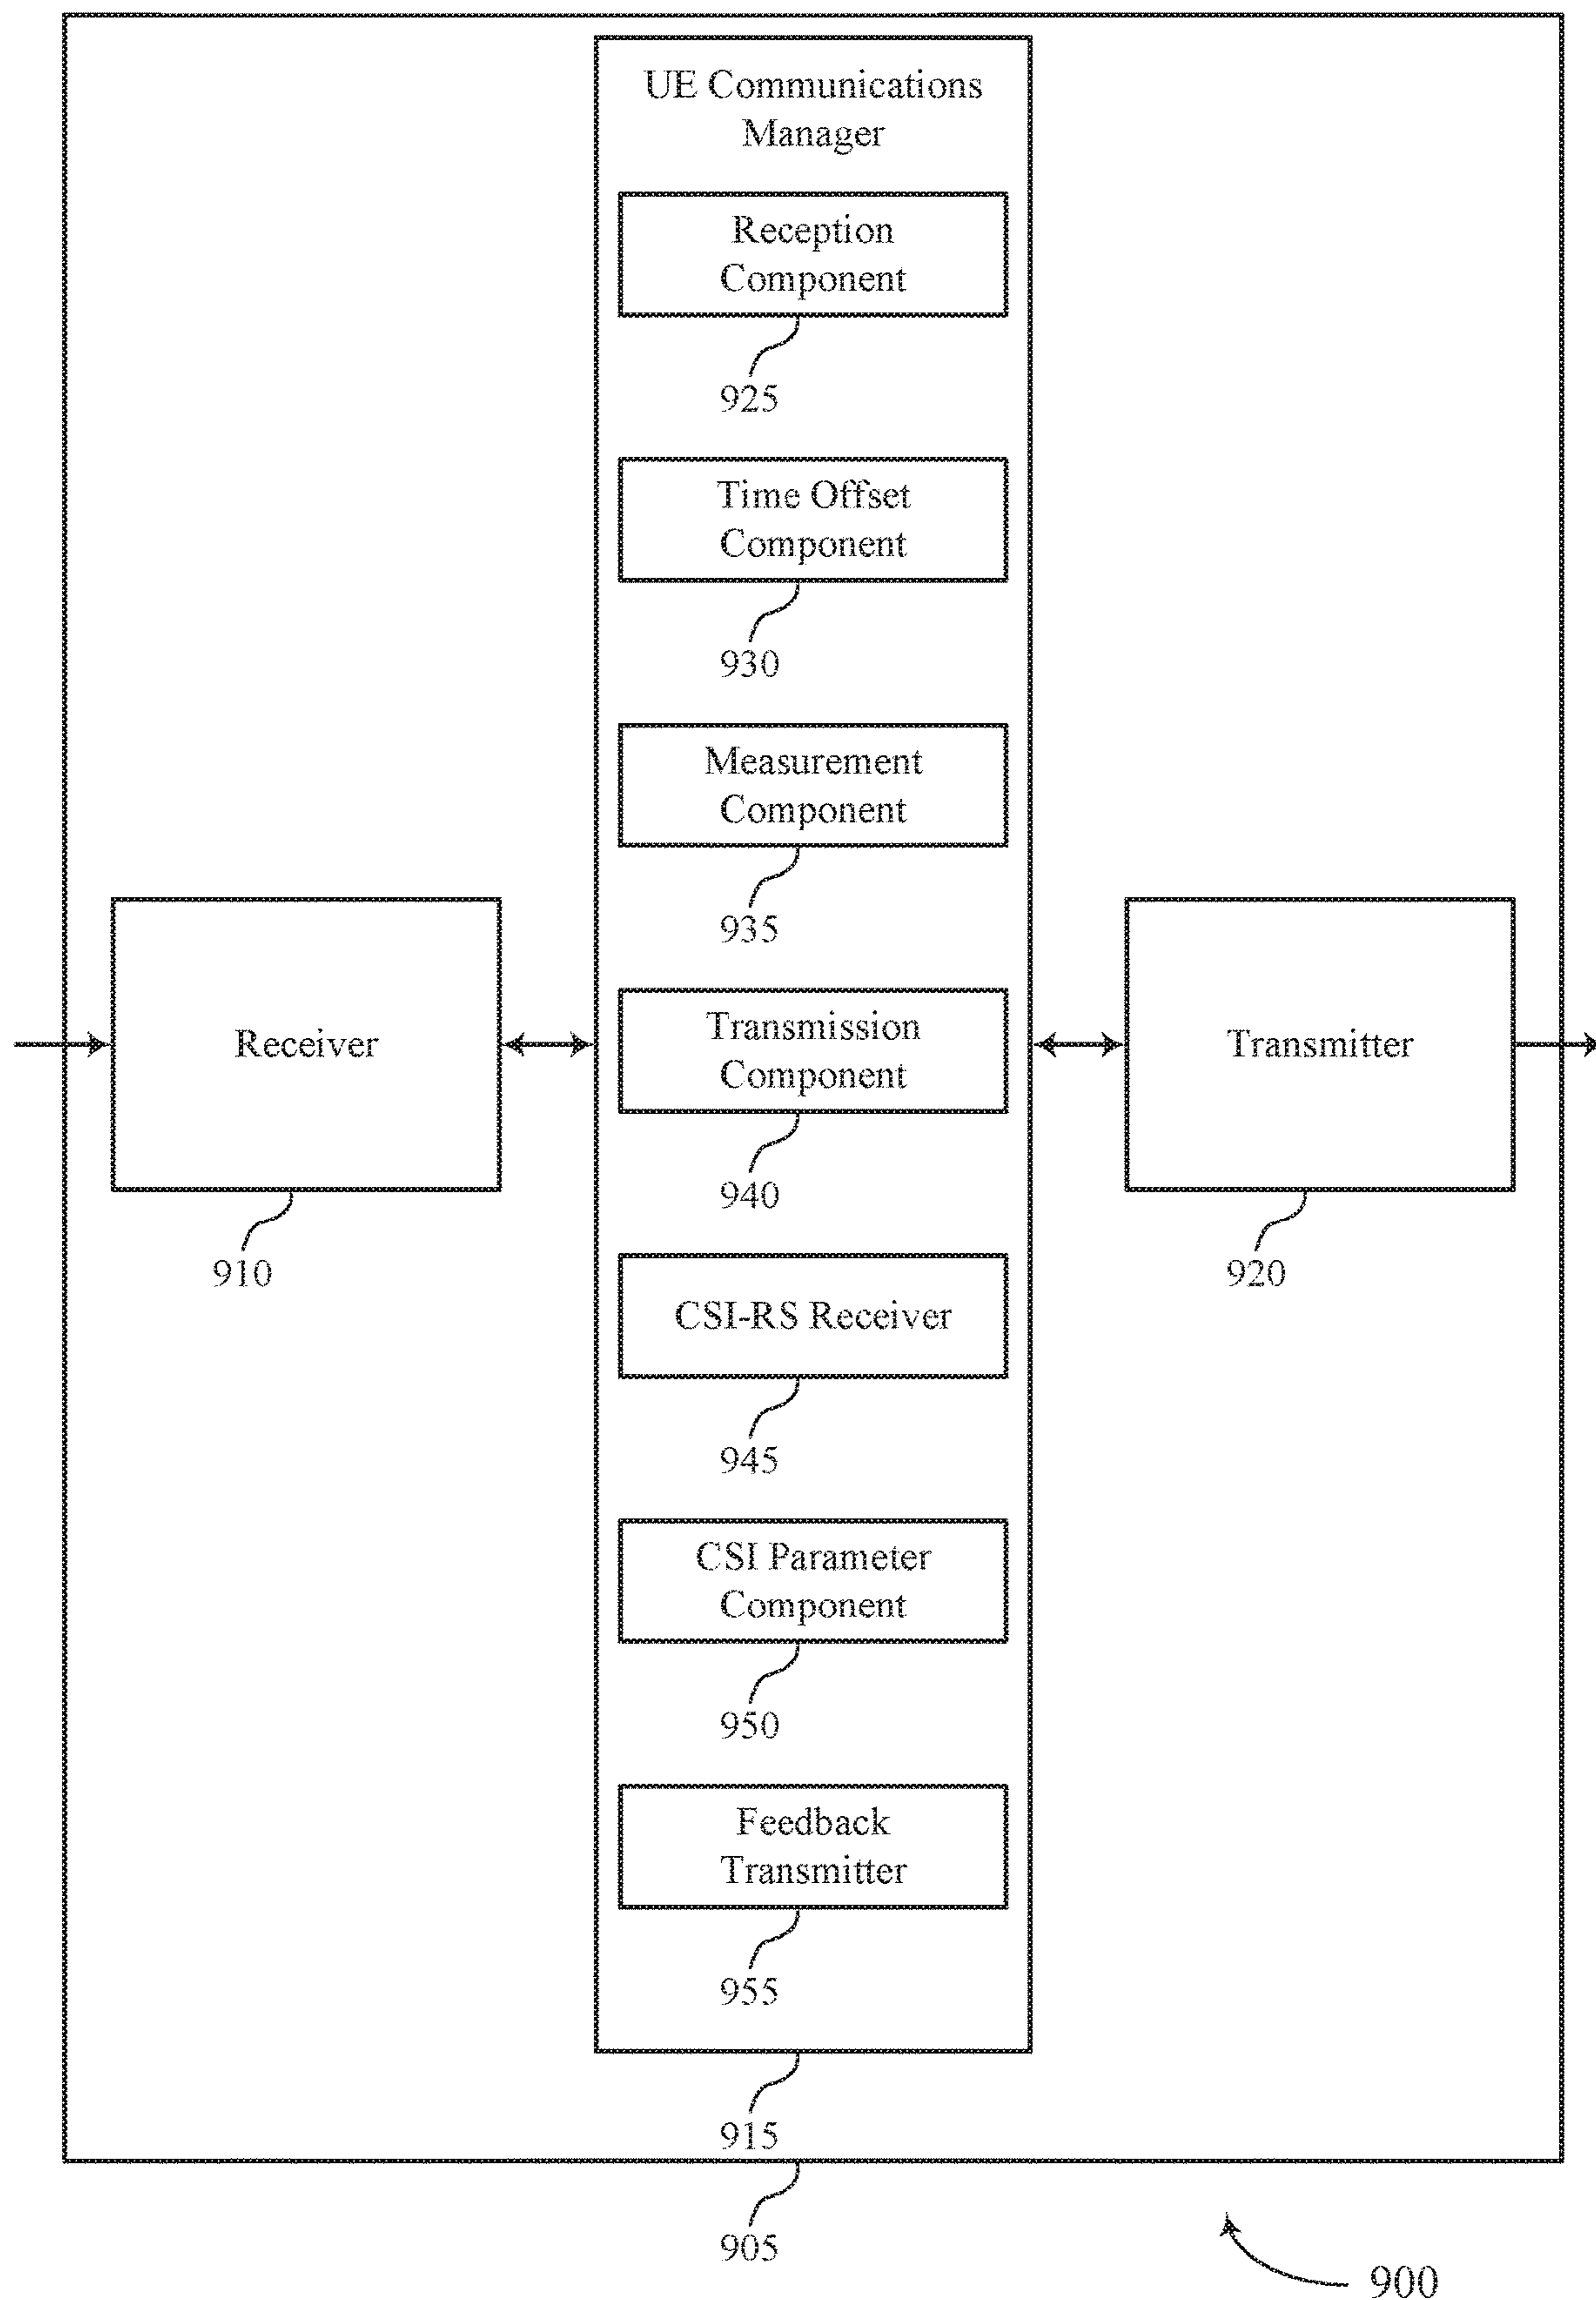 UE Communications
Manager
Reception
Component
925
Time Offset
Component
930
Measurement
Component
935
Receiver
910
Transmission
Component
940
Transmitter
920
CSI-RS Receiver
945
CSI Parameter
Component
950
Feedback
Transmitter
955
915
905
900